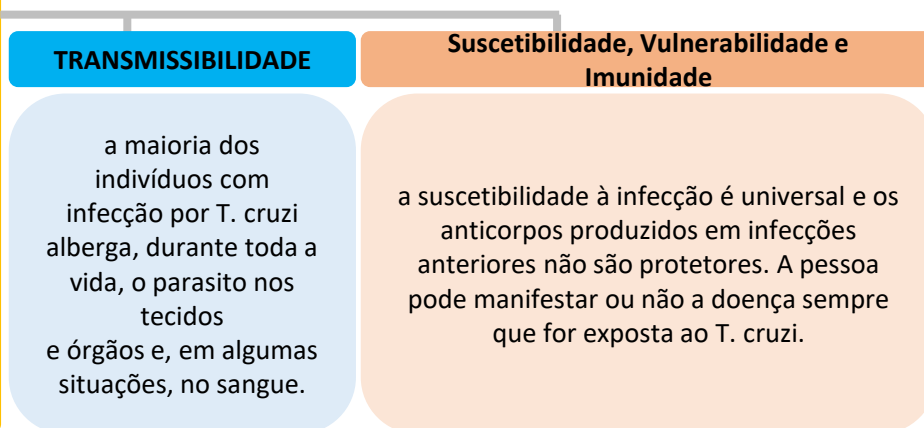 TRANSMISSIBILIDADE
a maioria dos
indivíduos com
infecção por T. cruzi
alberga, durante toda a
vida, o parasito nos
tecidos
e órgãos e, em algumas
situações, no sangue.
Suscetibilidade, Vulnerabilidade e
Imunidade
a suscetibilidade à infecção é universal e os
anticorpos produzidos em infecções
anteriores não são protetores. A pessoa
pode manifestar ou não a doença sempre
que for exposta ao T. cruzi.